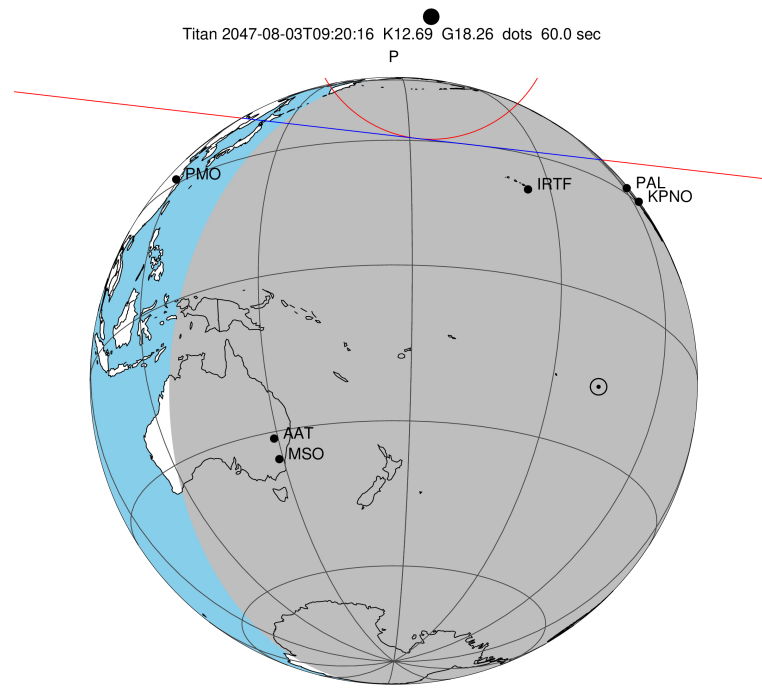 Titan 2047-08-03T09:20:16 K12.69 G18.26 dots 60.0 sec
P
PMO
IRTF
PAL
KPNO
AAT
MSO